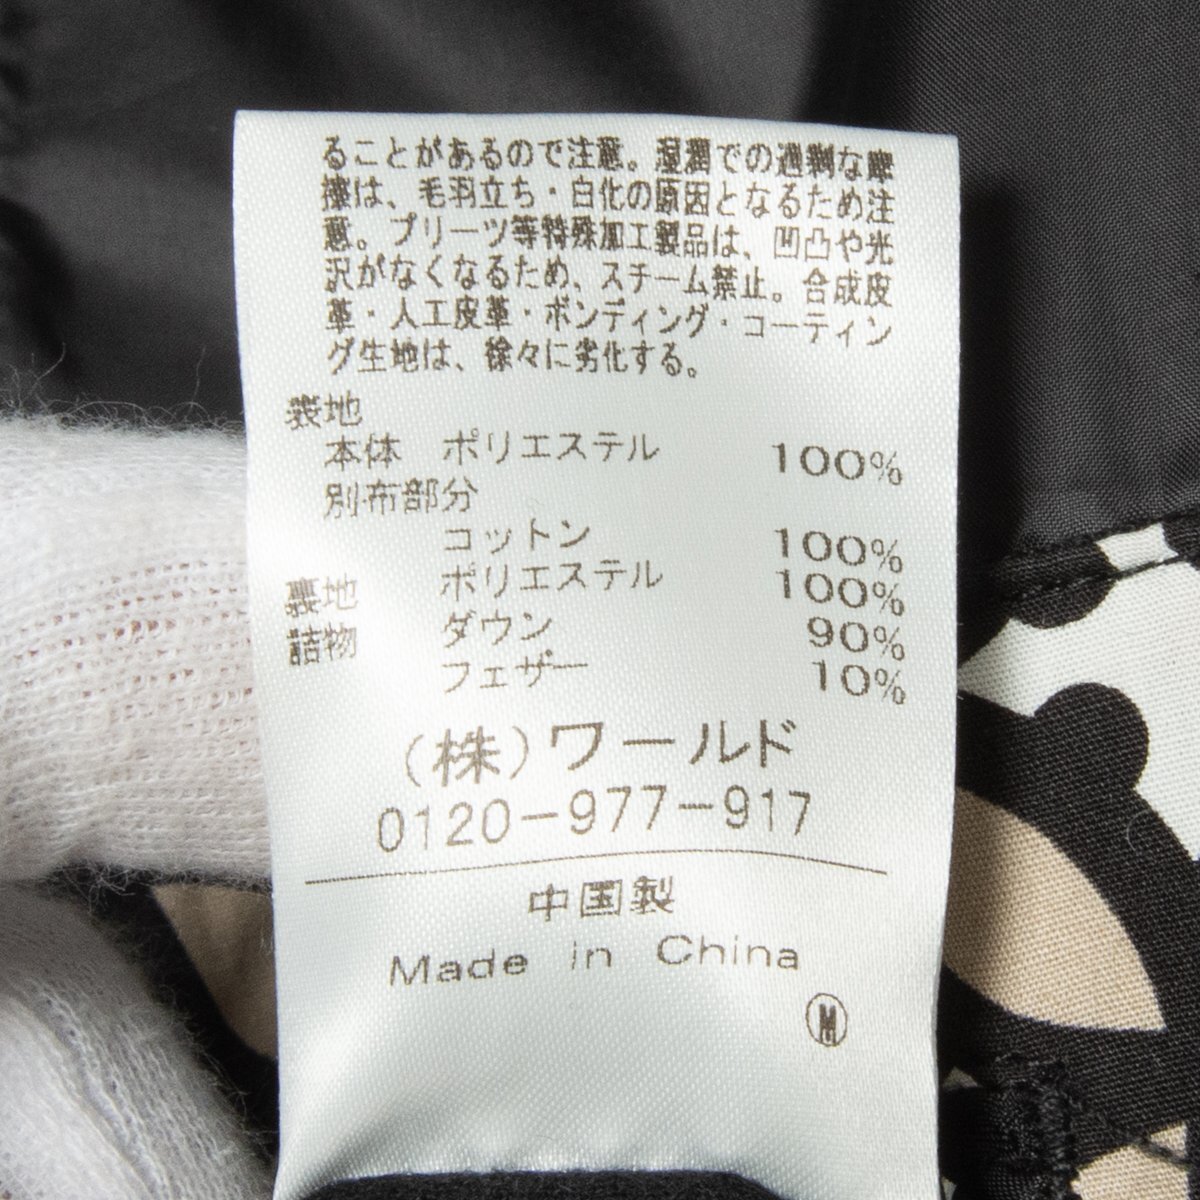 ることがあるので注意。湿潤での過剰な摩
擦は、毛羽立ち・白化の原因となるため注
意。プリーツ等特殊加工製品は、凹凸や光
沢がなくなるため、スチーム禁止。合成皮
革・人工皮革・ボンディング・コーティン
グ生地は、徐々に劣化する。
表地
本体 ポリエステル 100%
別布部分
コットン 100%
裏地 ポリエステル 100%
詰物 ダウン 90%
フェザー 10%
(株)ワールド
0120-977-917
中国製
Made in China
Ⓜ